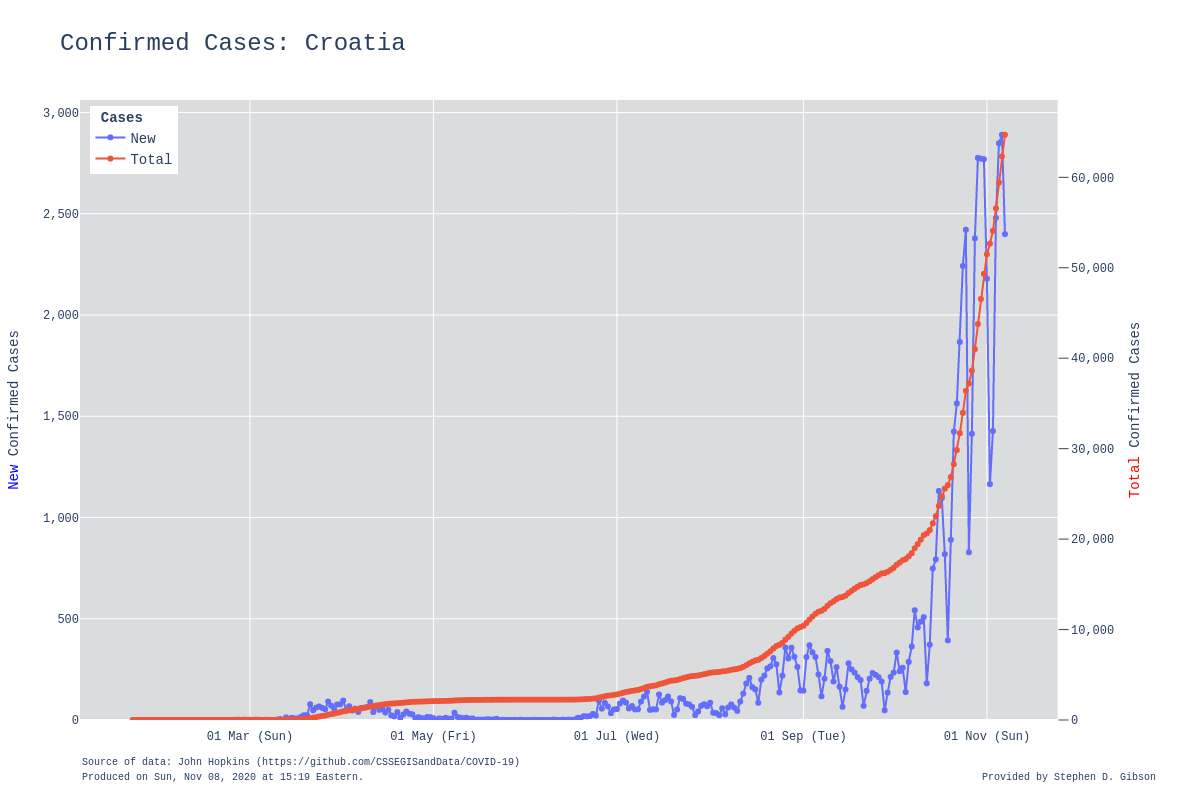 Confirmed Cases: Croatia
Cases
New
Total
3,000
2,500
2,000
1,500
1,000
500
0
60,000
50,000
40,000
30,000
20,000
10,000
0
New Confirmed Cases
Total Confirmed Cases
01 Mar (Sun)
01 May (Fri)
01 Jul (Wed)
01 Sep (Tue)
01 Nov (Sun)
Source of data: John Hopkins (https://github.com/CSSEGISandData/COVID-19)
Produced on Sun, Nov 08, 2020 at 15:19 Eastern.
Provided by Stephen D. Gibson